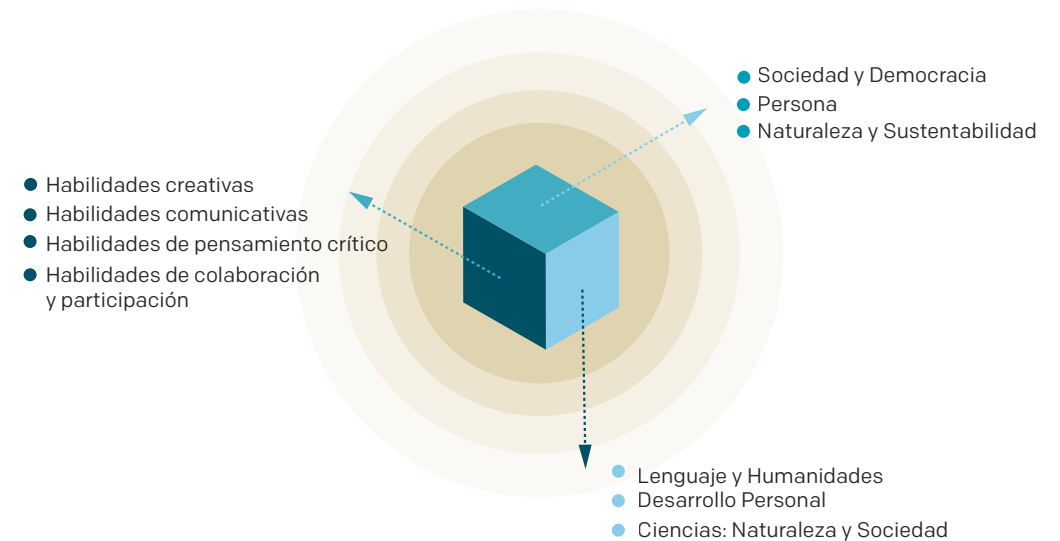 Sociedad y Democracia
Persona
Naturaleza y Sustentabilidad
Habilidades creativas
Habilidades comunicativas
Habilidades de pensamiento crítico
Habilidades de colaboración
y participación
Lenguaje y Humanidades
Desarrollo Personal
Ciencias: Naturaleza y Sociedad